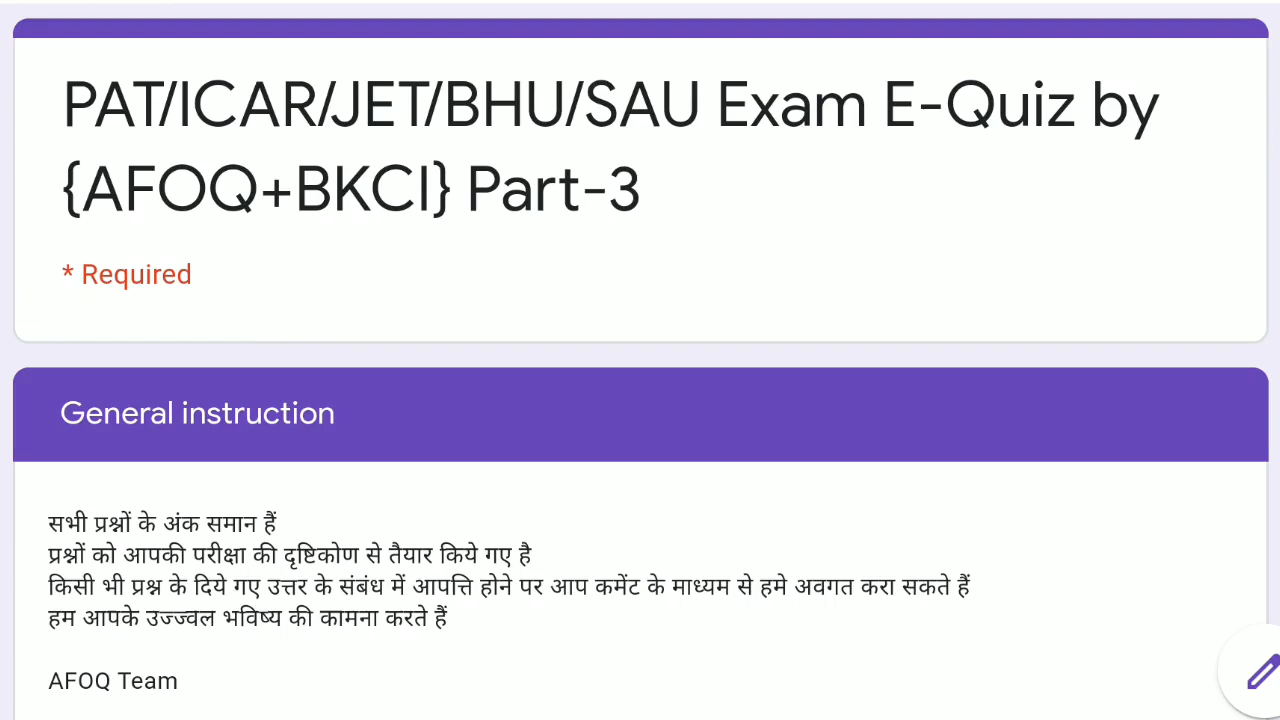 PAT/ICAR/JET/BHU/SAU Exam E-Quiz by
{AFOQ+BKCI} Part-3
* Required
General instruction
सभी प्रश्नों के अंक समान हैं
प्रश्नों को आपकी परीक्षा की दृष्टिकोण से तैयार किये गए है
किसी भी प्रश्न के दिये गए उत्तर के संबंध में आपत्ति होने पर आप कमेंट के माध्यम से हमे अवगत करा सकते हैं
हम आपके उज्ज्वल भविष्य की कामना करते हैं
AFOQ Team